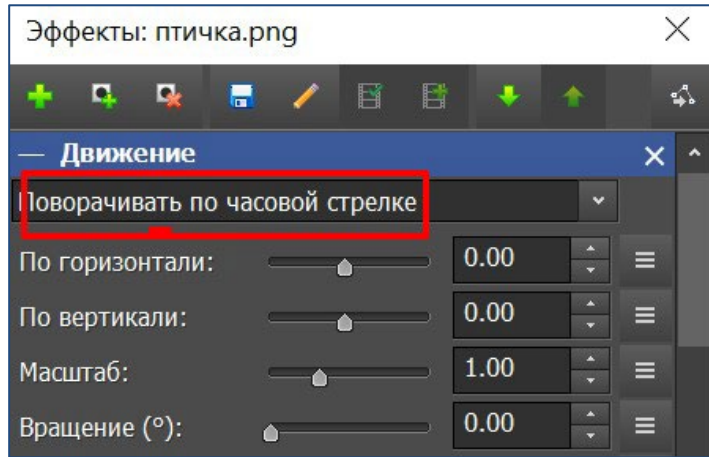 Эффекты: птичка.png
Движение
Поворачивать по часовой стрелке
По горизонтали: 0.00
По вертикали: 0.00
Масштаб: 1.00
Вращение (°): 0.00